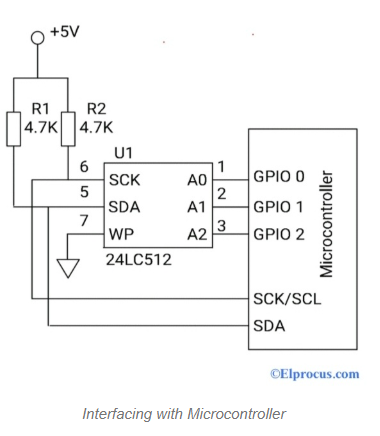 +5V
R1 R2
4.7K 4.7K
U1
6 SCK A0 1 GPIO 0
5 SDA A1 2 GPIO 1
7 WP A2 3 GPIO 2
24LC512
Microcontroller
SCK/SCL
SDA
©Elprocus.com
Interfacing with Microcontroller